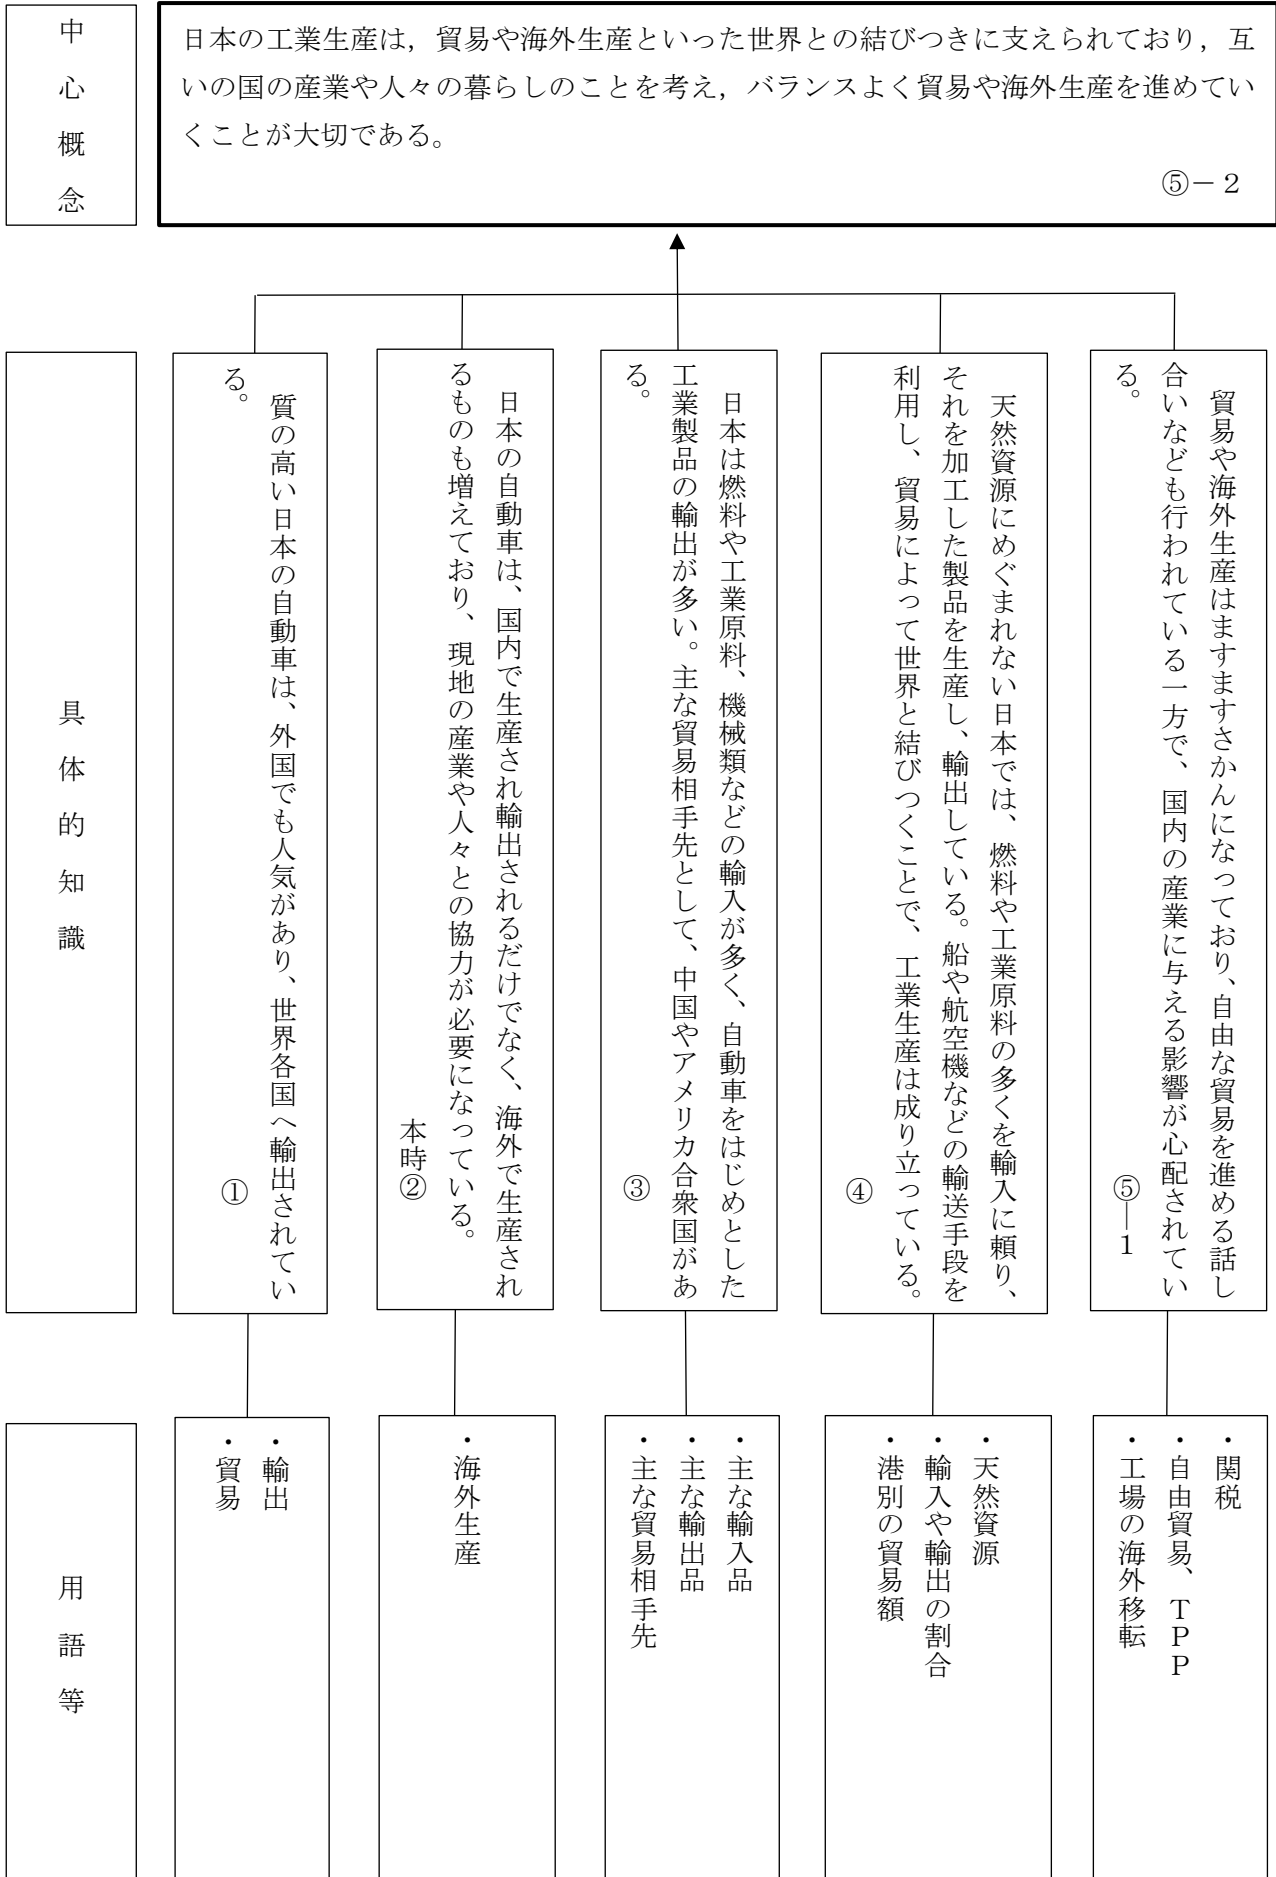 中心概念
日本の工業生産は，貿易や海外生産といった世界との結びつきに支えられており，互
いの国の産業や人々の暮らしのことを考え，バランスよく貿易や海外生産を進めてい
くことが大切である。
⑤－２
具体的知識
質の高い日本の自動車は、外国でも人気があり、世界各国へ輸出されてい
る。
①
日本の自動車は、国内で生産され輸出されるだけでなく、海外で生産され
るものも増えており、現地の産業や人々との協力が必要になっている。
本時②
日本は燃料や工業原料、機械類などの輸入が多く、自動車をはじめとした
工業製品の輸出が多い。主な貿易相手先として、中国やアメリカ合衆国があ
る。
③
天然資源にめぐまれない日本では、燃料や工業原料の多くを輸入に頼り、
それを加工した製品を生産し、輸出している。船や航空機などの輸送手段を
利用し、貿易によって世界と結びつくことで、工業生産は成り立っている。
④
貿易や海外生産はますますさかんになっており、自由な貿易を進める話し
合いなども行われている一方で、国内の産業に与える影響が心配されてい
る。
⑤―１
用語等
・輸出
・貿易
・海外生産
・主な輸入品
・主な輸出品
・主な貿易相手先
・天然資源
・輸入や輸出の割合
・港別の貿易額
・関税
・自由貿易、ＴＰＰ
・工場の海外移転